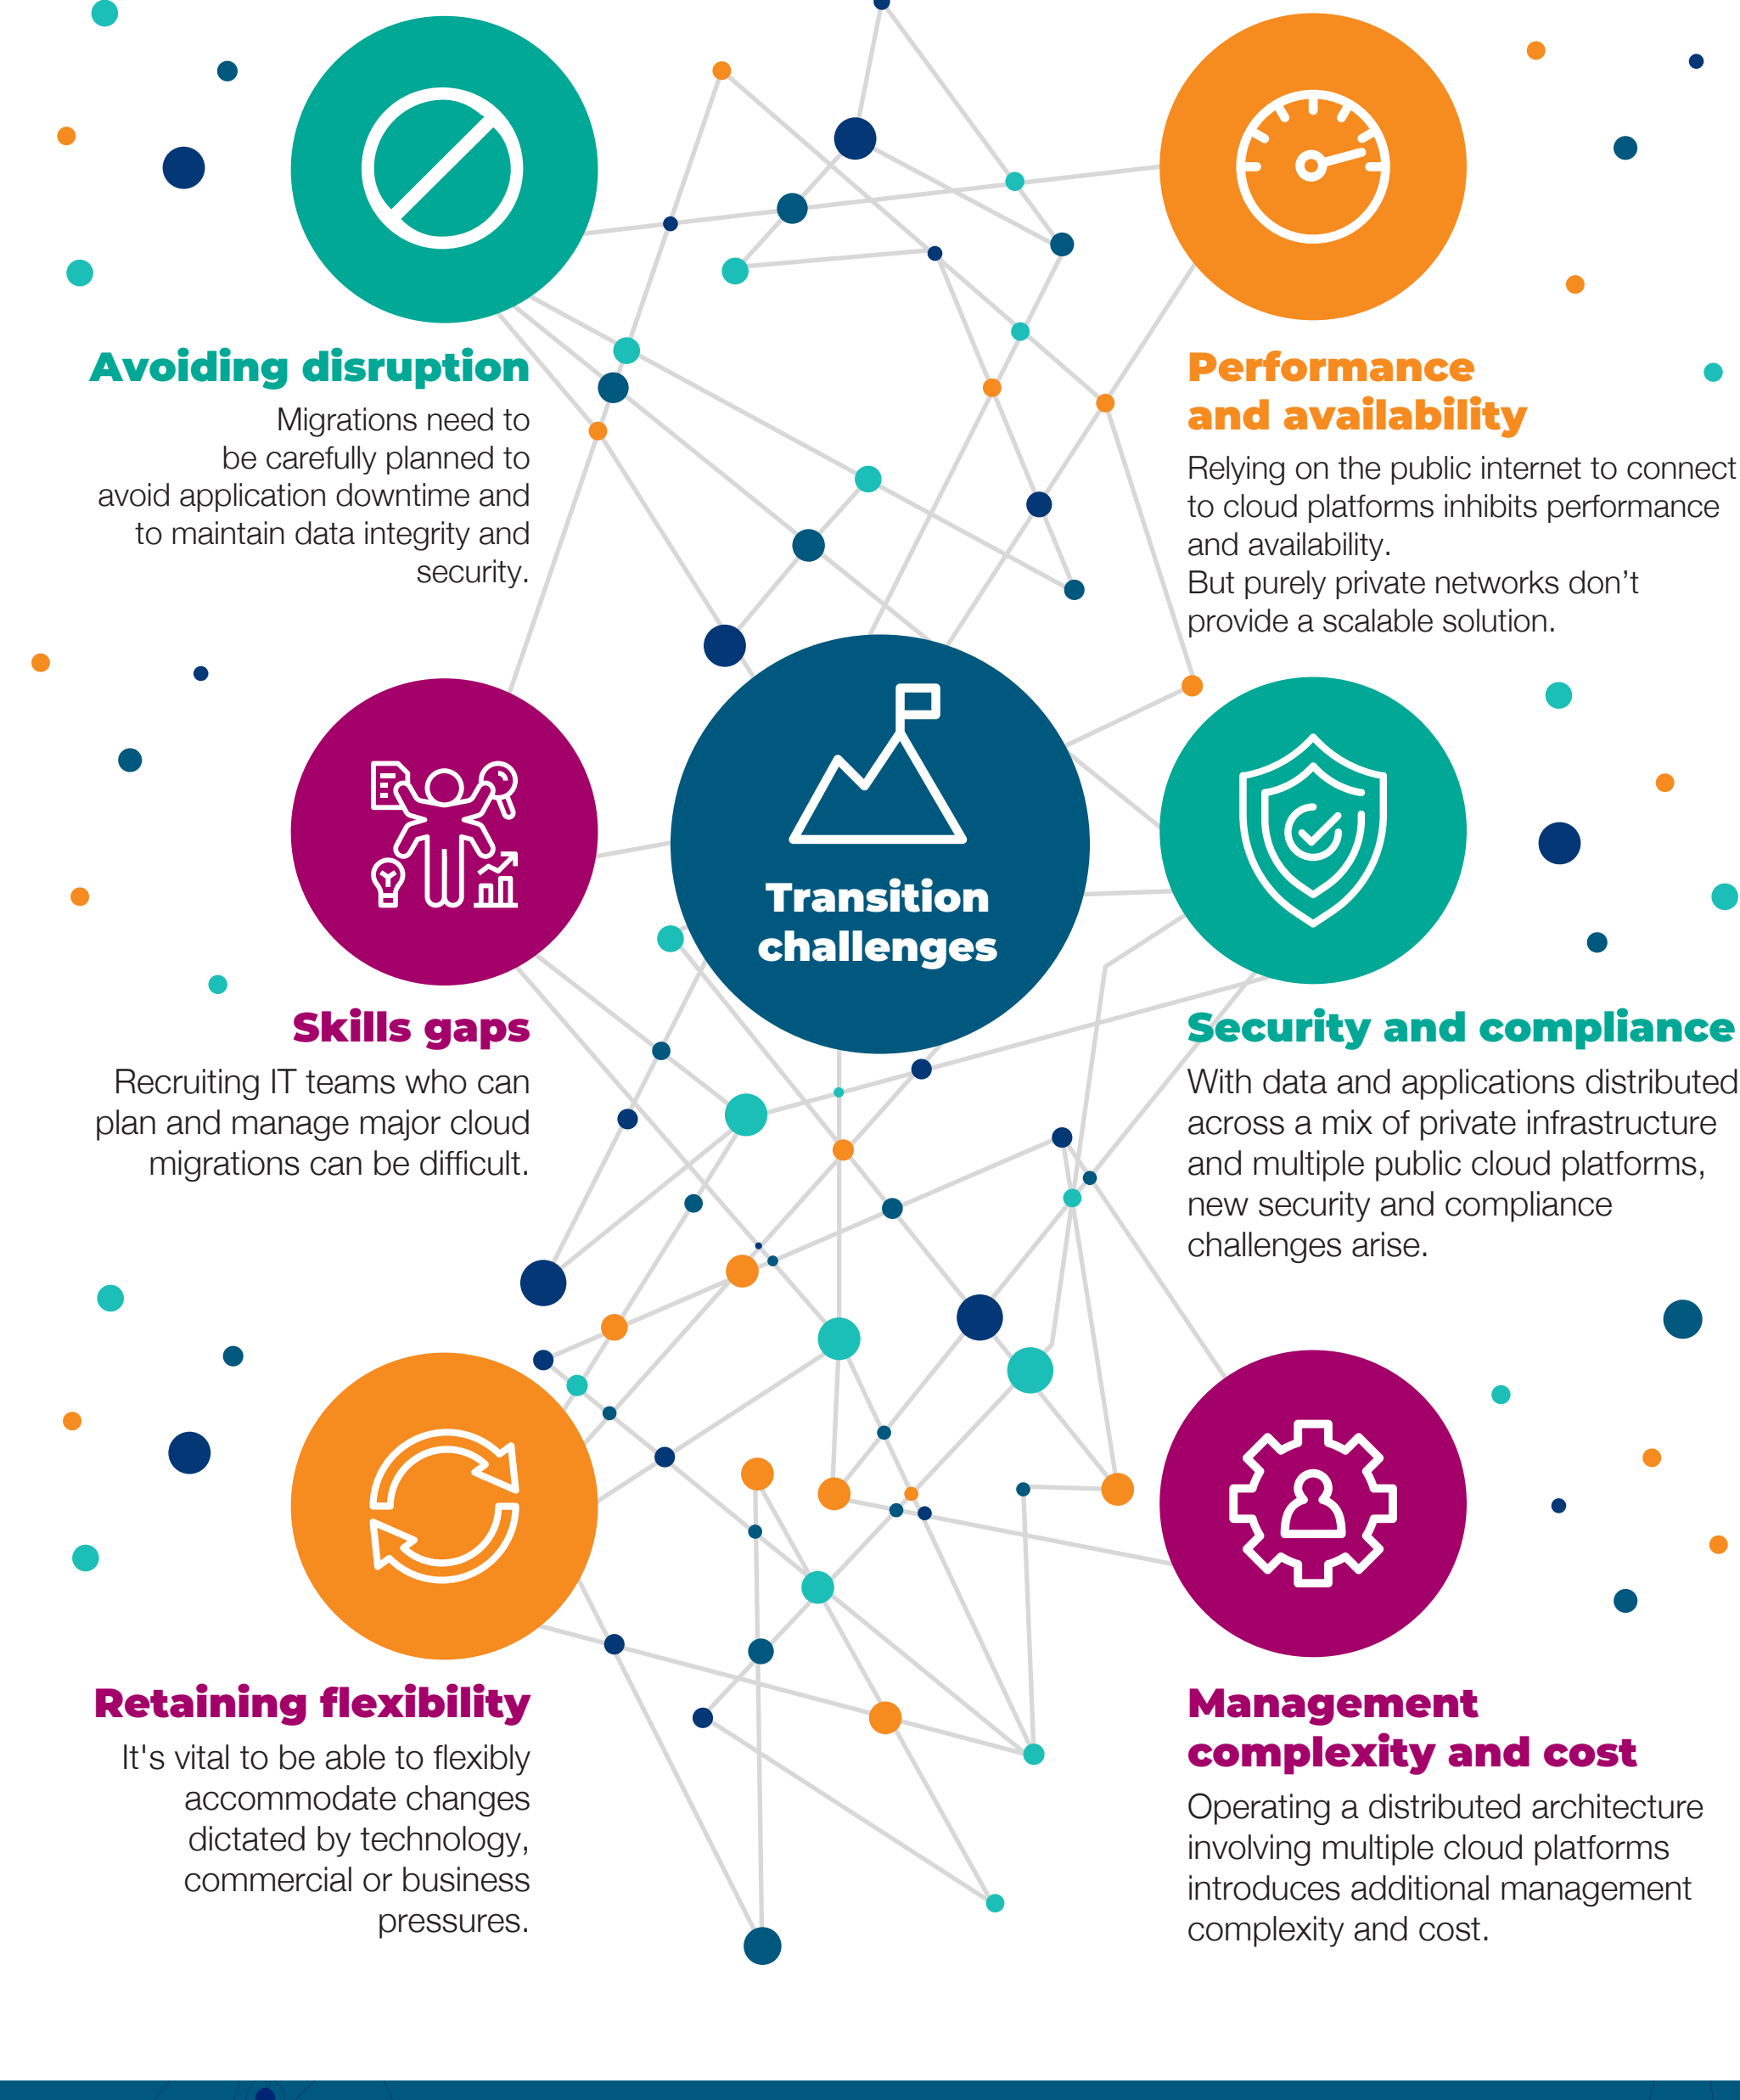 Avoiding disruption
Migrations need to
be carefully planned to
avoid application downtime and
to maintain data integrity and
security.
Performance
and availability
Relying on the public internet to connect
to cloud platforms inhibits performance
and availability.
But purely private networks don’t
provide a scalable solution.
Transition
challenges
Skills gaps
Recruiting IT teams who can
plan and manage major cloud
migrations can be difficult.
Security and compliance
With data and applications distributed
across a mix of private infrastructure
and multiple public cloud platforms,
new security and compliance
challenges arise.
Retaining flexibility
It's vital to be able to flexibly
accommodate changes
dictated by technology,
commercial or business
pressures.
Management
complexity and cost
Operating a distributed architecture
involving multiple cloud platforms
introduces additional management
complexity and cost.